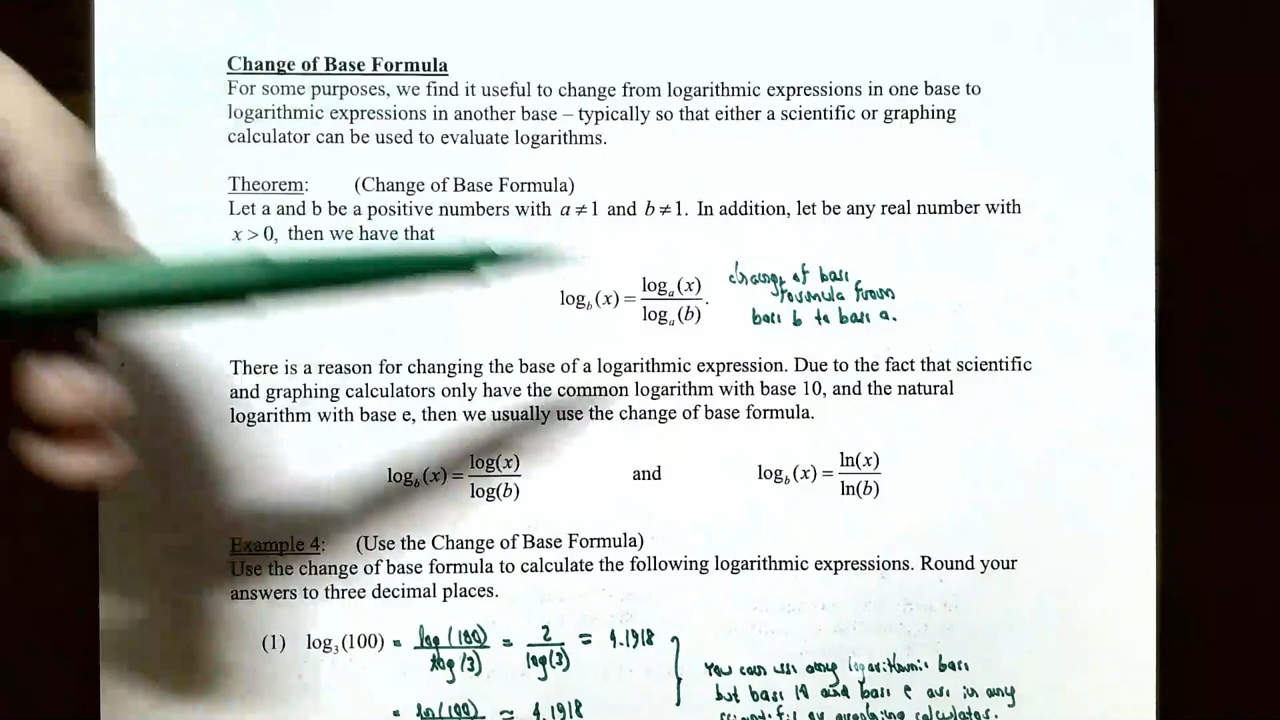 Change of Base Formula
For some purposes, we find it useful to change from logarithmic expressions in one base to
logarithmic expressions in another base – typically so that either a scientific or graphing
calculator can be used to evaluate logarithms.
Theorem: (Change of Base Formula)
Let a and b be a positive numbers with a ≠ 1 and b ≠ 1. In addition, let be any real number with
x > 0, then we have that
log_b(x) = log_a(x) / log_a(b).
change of base
formula from
base b to base a.
There is a reason for changing the base of a logarithmic expression. Due to the fact that scientific
and graphing calculators only have the common logarithm with base 10, and the natural
logarithm with base e, then we usually use the change of base formula.
log_b(x) = log(x) / log(b) and log_b(x) = ln(x) / ln(b)
Example 4: (Use the Change of Base Formula)
Use the change of base formula to calculate the following logarithmic expressions. Round your
answers to three decimal places.
(1) log_3(100) = log(100) / log(3) = 2 / log(3) = 4.1918
= ln(100) ≈ 4.1918
You can use any logarithmic base
but base 10 and base e are in any
scientific or graphing calculators.